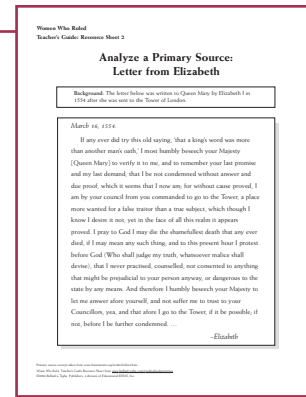 Women Who Ruled
Teacher's Guide: Resource Sheet 2
Analyze a Primary Source:
Letter from Elizabeth
Background: The letter below was written to Queen Mary by Elizabeth I in
1554 after she was sent to the Tower of London.
March 16, 1554
If any ever did try this old saying, 'that a king's word was more
than another man's oath,' I most humbly beseech your Majesty
[Queen Mary] to verify it to me, and to remember your last promise
and my last demand, that I be not condemned without answer and
due proof, which it seems that I now am; for without cause proved, I
am by your council from you commanded to go to the Tower, a place
more wanted for a false traitor than a true subject, which though I
know I desire it not, yet in the face of all this realm it appears
proved. I pray to God I may die the shamefullest death that any ever
died, if I may mean any such thing, and to this present hour I protest
before God (Who shall judge my truth, whatsoever malice shall
devise), that I never practised, counselled, nor consented to anything
that might be prejudicial to your person anyway, or dangerous to the
state by any means. And therefore I humbly beseech your Majesty to
let me answer afore yourself, and not suffer me to trust to your
Councillors, yea, and that afore I go to the Tower, if it be possible; if
not, before I be further condemned. …
–Elizabeth